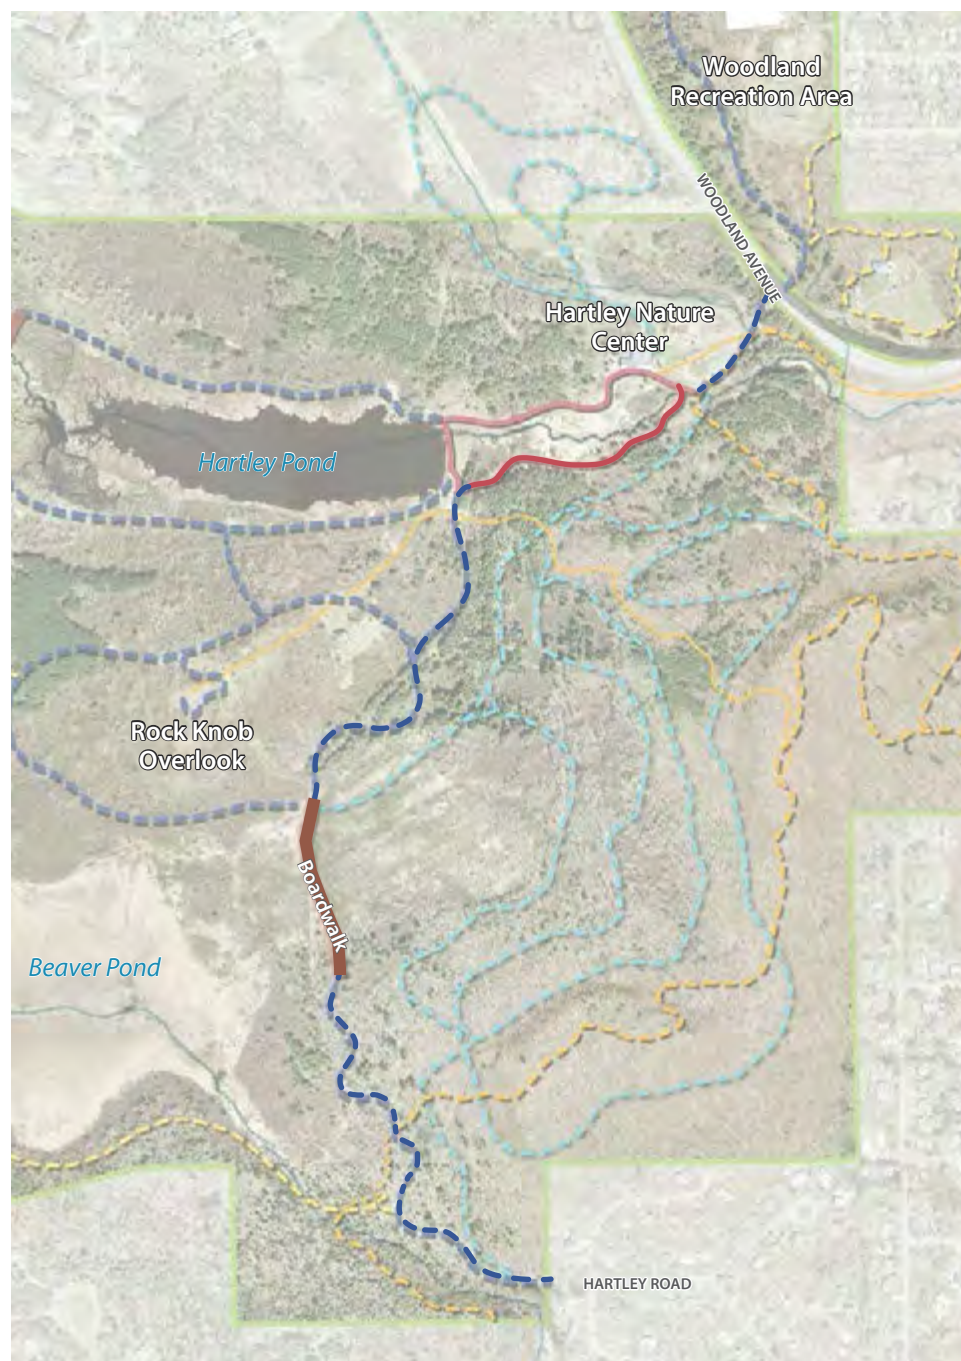 Woodland
Recreation Area
WOODLAND AVENUE
Hartley Nature
Center
Hartley Pond
Rock Knob
Overlook
Boardwalk
Beaver Pond
HARTLEY ROAD